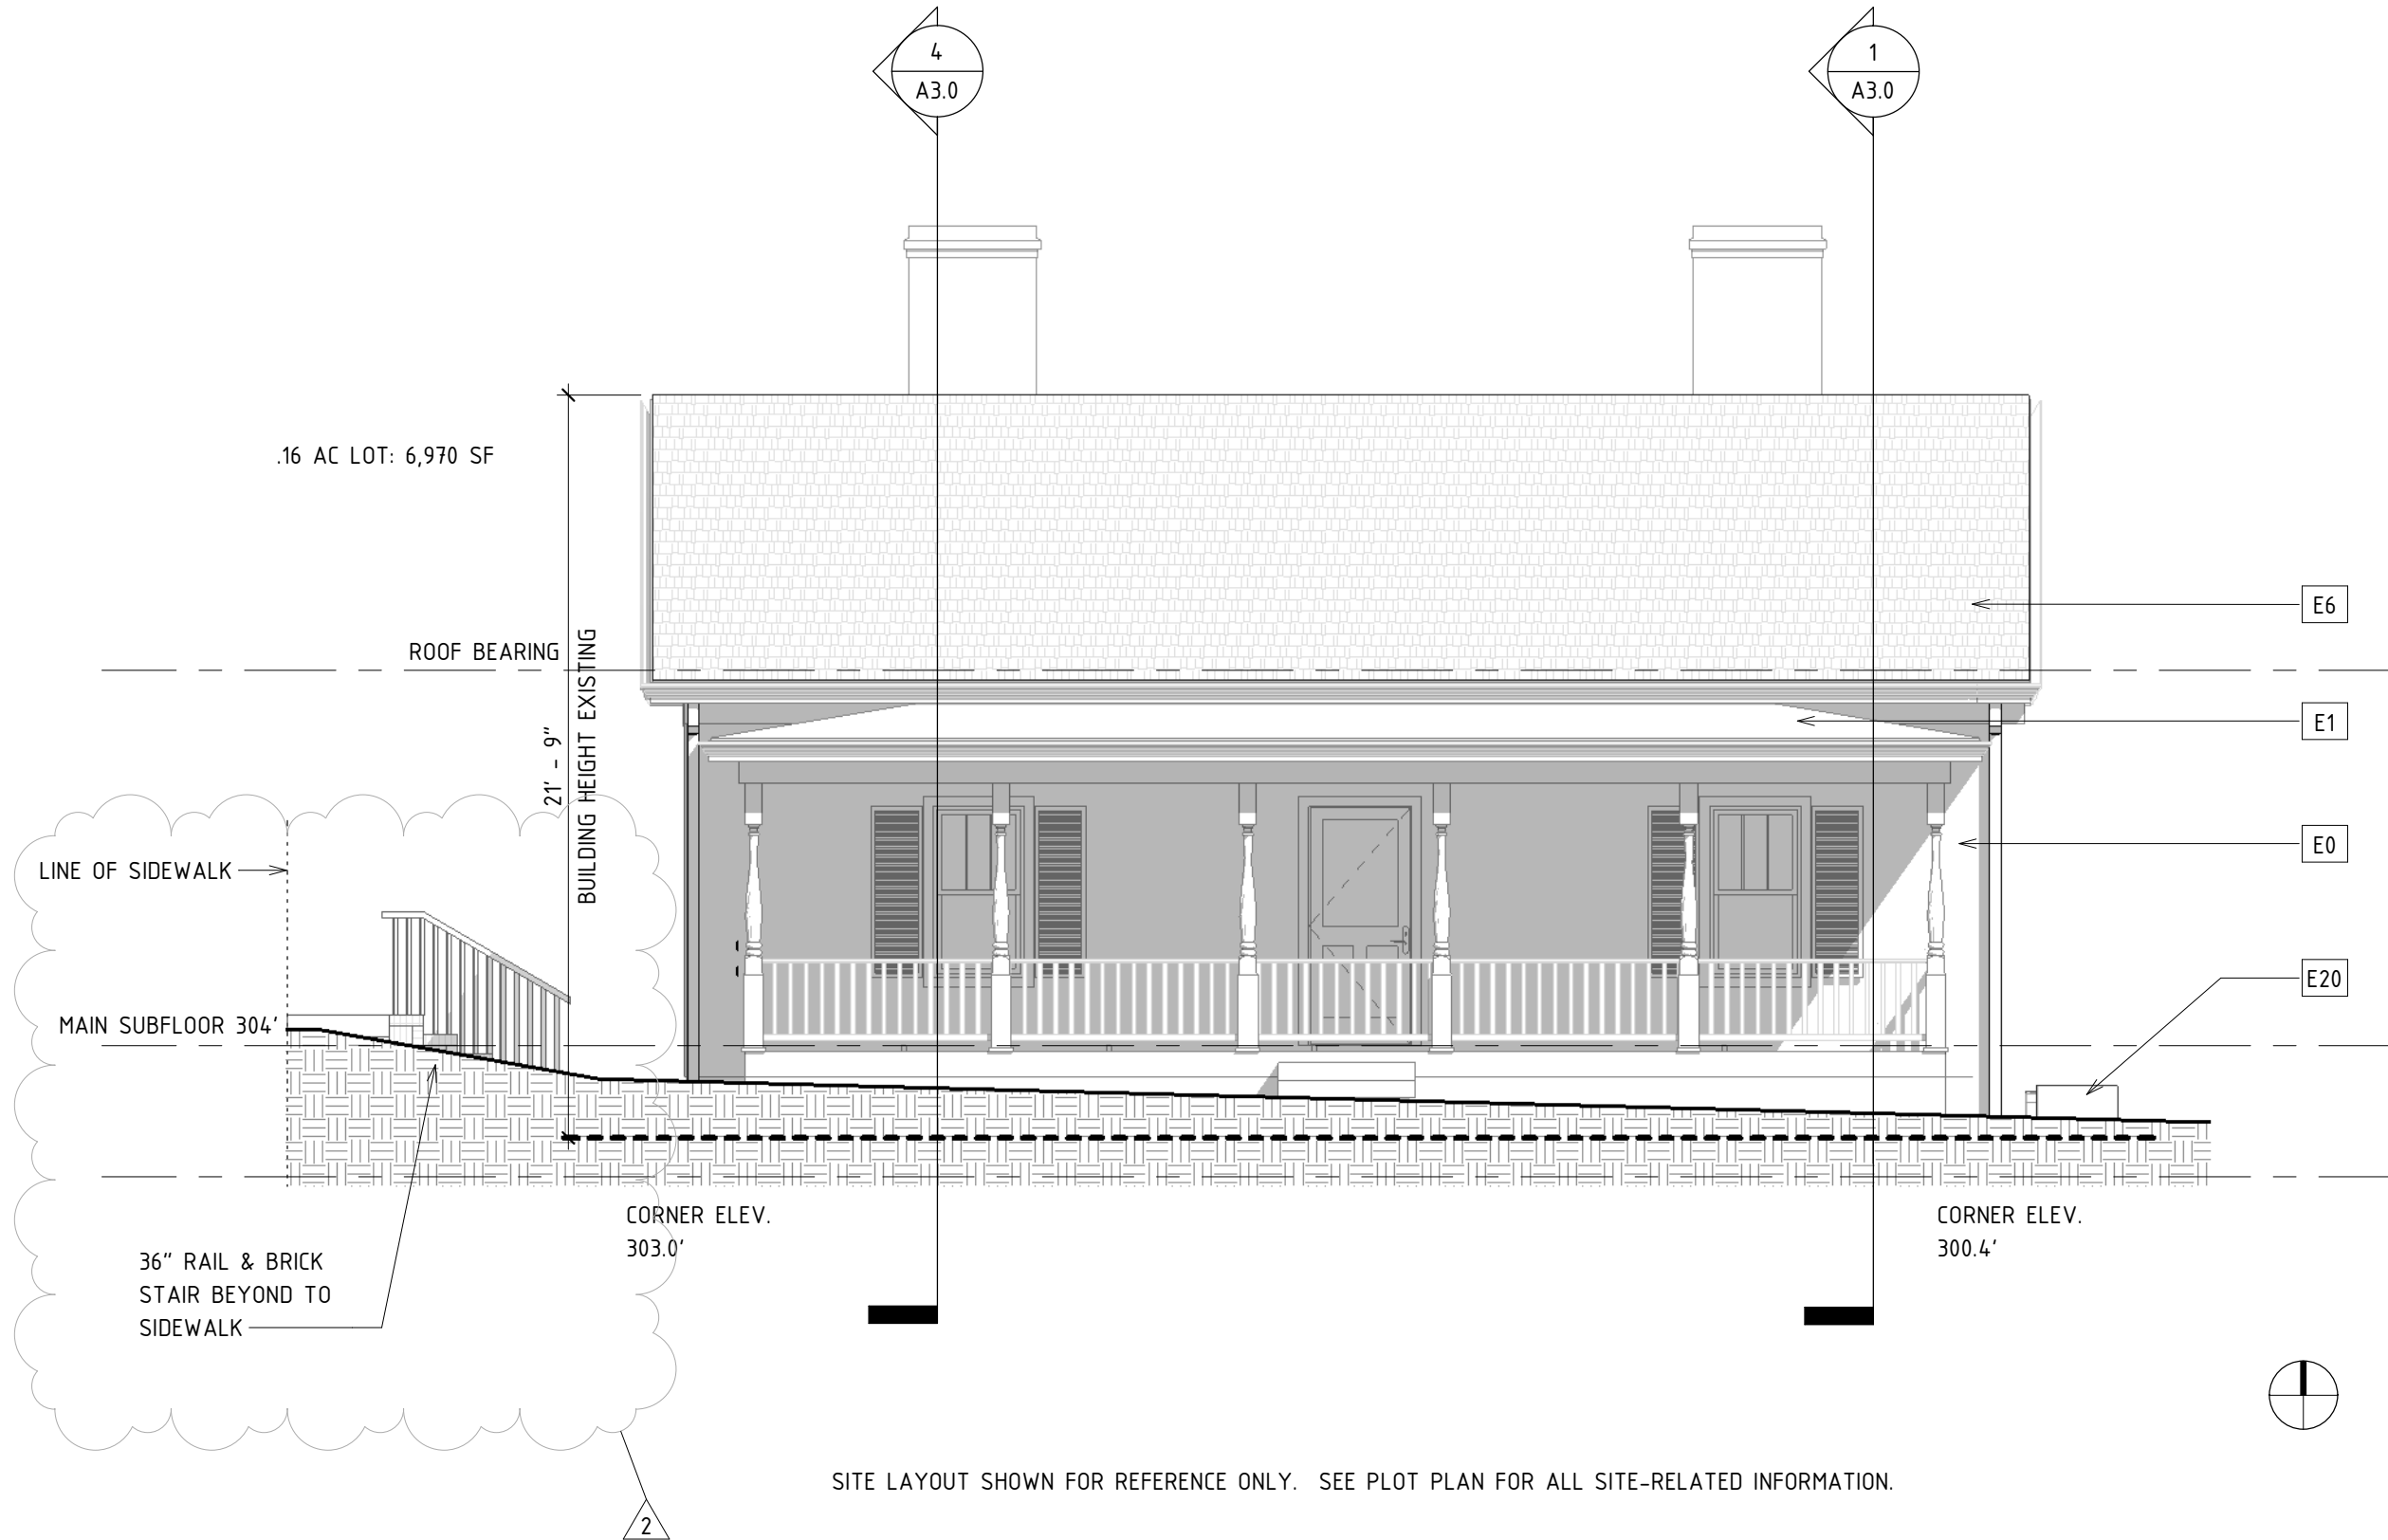 4
A3.0
1
A3.0
.16 AC LOT: 6,970 SF
E6
ROOF BEARING
21' - 9"
BUILDING HEIGHT EXISTING
E1
E0
LINE OF SIDEWALK
E20
MAIN SUBFLOOR 304'
CORNER ELEV.
303.0'
CORNER ELEV.
300.4'
36" RAIL & BRICK
STAIR BEYOND TO
SIDEWALK
SITE LAYOUT SHOWN FOR REFERENCE ONLY. SEE PLOT PLAN FOR ALL SITE-RELATED INFORMATION.
2